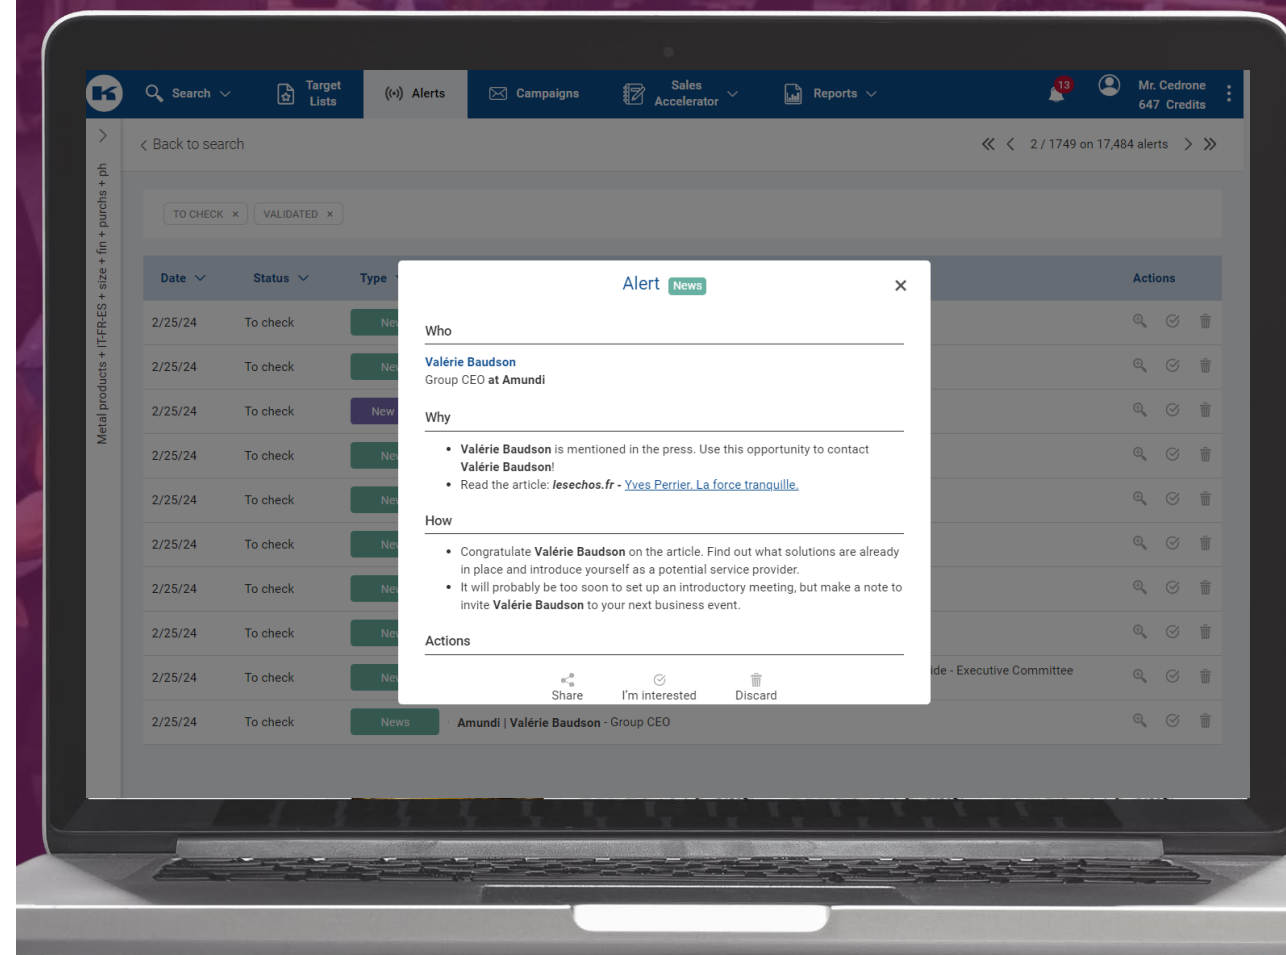 K
Search
Target
Lists
Alerts
Campaigns
Sales
Accelerator
Reports
13
Mr. Cedrone
647 Credits
Back to search
2 / 1749 on 17,484 alerts
Metal products + IT-FR-ES + size + fin + purchs + ph
TO CHECK ×
VALIDATED ×
Date
Status
Type
Actions
2/25/24 To check
2/25/24 To check
2/25/24 To check New
2/25/24 To check
2/25/24 To check
2/25/24 To check
2/25/24 To check
2/25/24 To check
2/25/24 To check - Executive Committee
2/25/24 To check News Amundi | Valérie Baudson - Group CEO
Alert News
×
Who
Valérie Baudson
Group CEO at Amundi
Why
• Valérie Baudson is mentioned in the press. Use this opportunity to contact
Valérie Baudson!
• Read the article: lesechos.fr - Yves Perrier. La force tranquille.
How
• Congratulate Valérie Baudson on the article. Find out what solutions are already
in place and introduce yourself as a potential service provider.
• It will probably be too soon to set up an introductory meeting, but make a note to
invite Valérie Baudson to your next business event.
Actions
Share
I'm interested
Discard